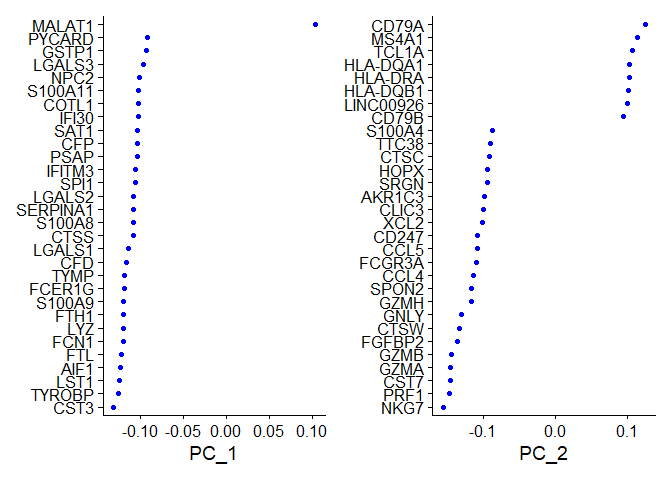 MALAT1
PYCARD
GSTP1
LGALS3
NPC2
S100A11
COTL1
IFI30
SAT1
CFP
PSAP
IFITM3
SPI1
LGALS2
SERPINA1
S100A8
CTSS
LGALS1
CFD
TYMP
FCER1G
S100A9
FTH1
LYZ
FCN1
FTL
AIF1
LST1
TYROBP
CST3
-0.10 -0.05 0.00 0.05 0.10
PC_1
CD79A
MS4A1
TCL1A
HLA-DQA1
HLA-DRA
HLA-DQB1
LINC00926
CD79B
S100A4
TTC38
CTSC
HOPX
SRGN
AKR1C3
CLIC3
XCL2
CD247
CCL5
FCGR3A
CCL4
SPON2
GZMH
GNLY
CTSW
FGFBP2
GZMB
GZMA
CST7
PRF1
NKG7
-0.1 0.0 0.1
PC_2